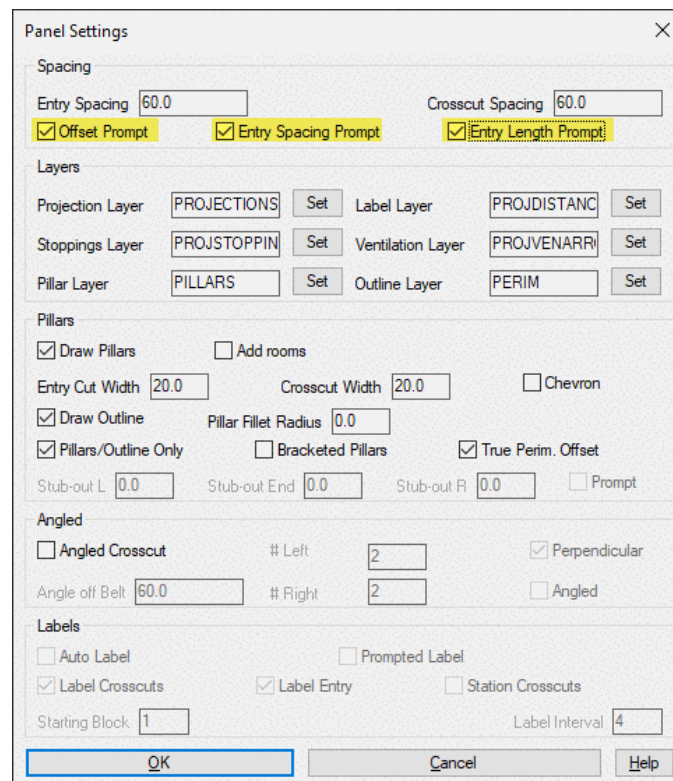 Panel Settings
Spacing
Entry Spacing 60.0 Crosscut Spacing 60.0
Offset Prompt Entry Spacing Prompt Entry Length Prompt
Layers
Projection Layer PROJECTIONS Set Label Layer PROJDISTANC Set
Stoppings Layer PROJSTOPPIN Set Ventilation Layer PROJVENARR Set
Pillar Layer PILLARS Set Outline Layer PERIM Set
Pillars
Draw Pillars Add rooms
Entry Cut Width 20.0 Crosscut Width 20.0 Chevron
Draw Outline Pillar Fillet Radius 0.0
Pillars/Outline Only Bracketed Pillars True Perim. Offset
Stub-out L 0.0 Stub-out End 0.0 Stub-out R 0.0 Prompt
Angled
Angled Crosscut # Left 2 Perpendicular
Angle off Belt 60.0 # Right 2 Angled
Labels
Auto Label Prompted Label
Label Crosscuts Label Entry Station Crosscuts
Starting Block 1 Label Interval 4
OK Cancel Help